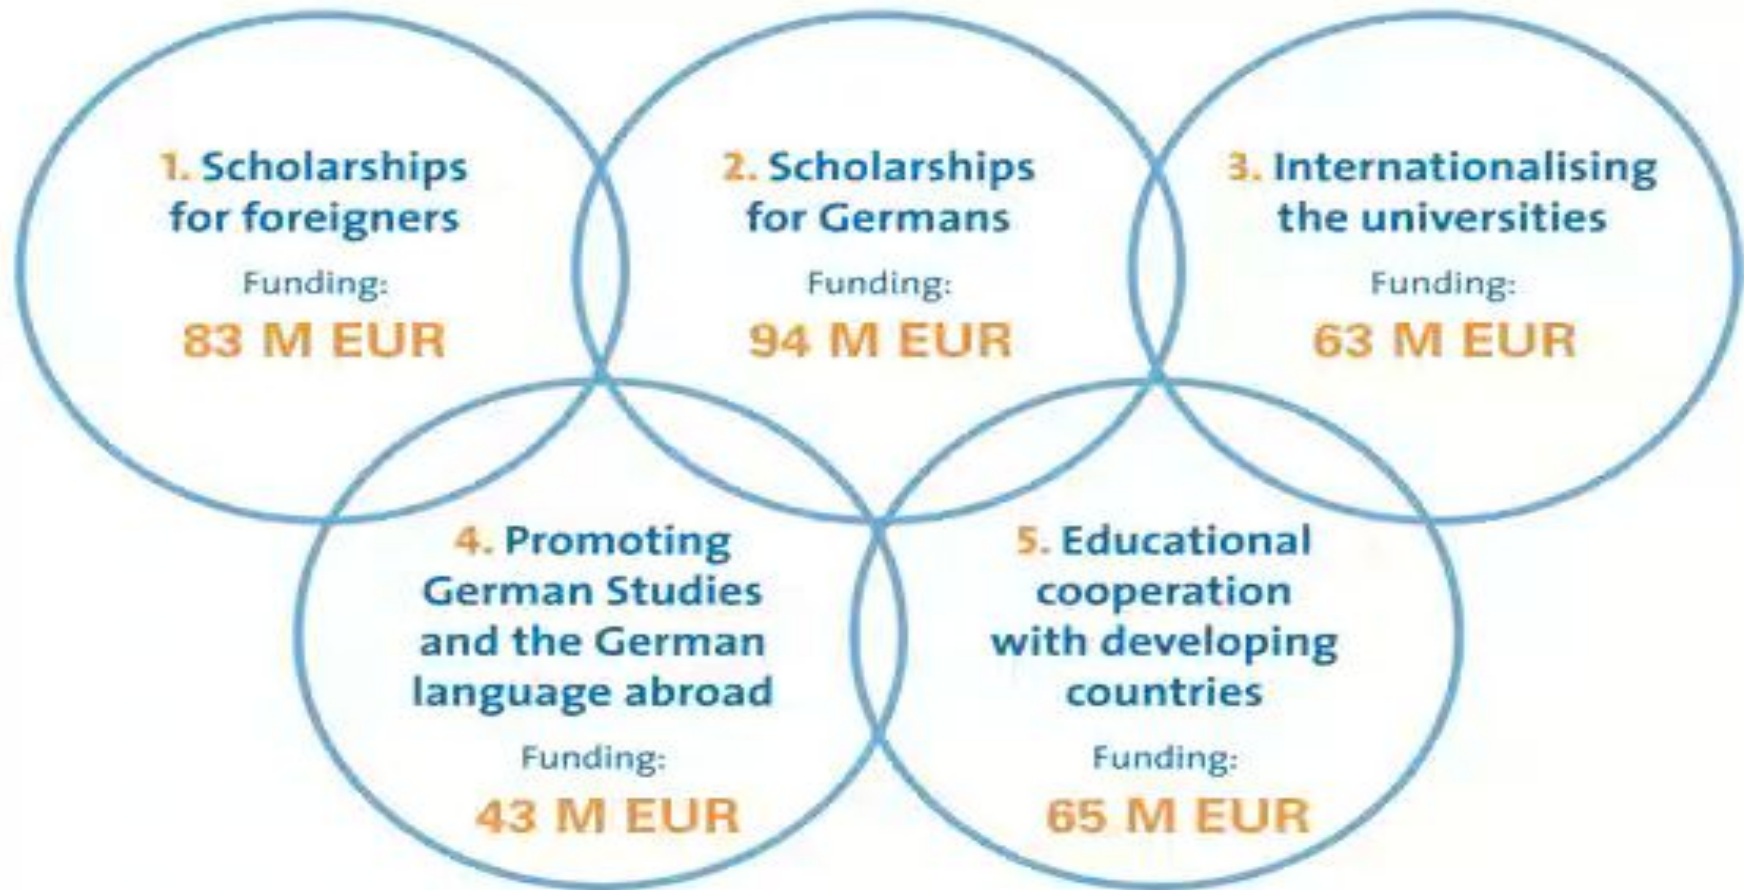 1. Scholarships
for foreigners
Funding:
83 M EUR
2. Scholarships
for Germans
Funding:
94 M EUR
3. Internationalising
the universities
Funding:
63 M EUR
4. Promoting
German Studies
and the German
language abroad
Funding:
43 M EUR
5. Educational
cooperation
with developing
countries
Funding:
65 M EUR